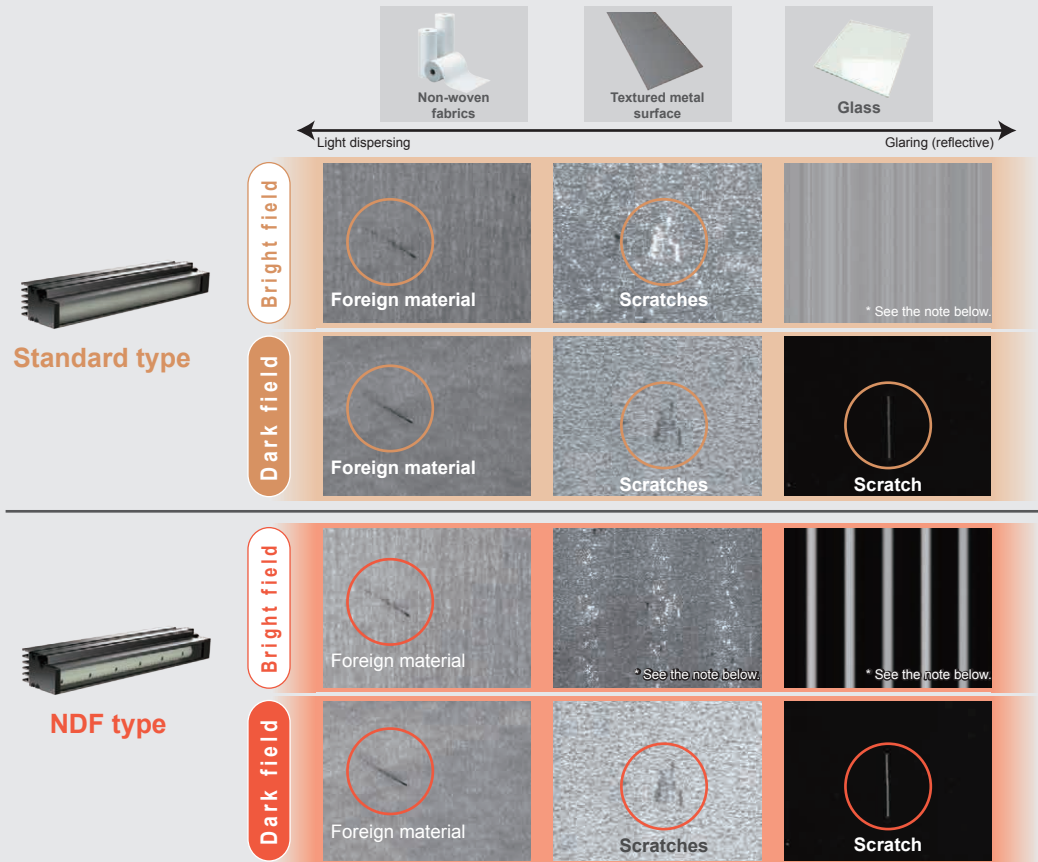 Non-woven
fabrics
Textured metal
surface
Glass
Light dispersing
Glaring (reflective)
Standard type
Bright field
Foreign material
Scratches
* See the note below.
Dark field
Foreign material
Scratches
Scratch
NDF type
Bright field
Foreign material
* See the note below.
* See the note below.
Dark field
Foreign material
Scratches
Scratch